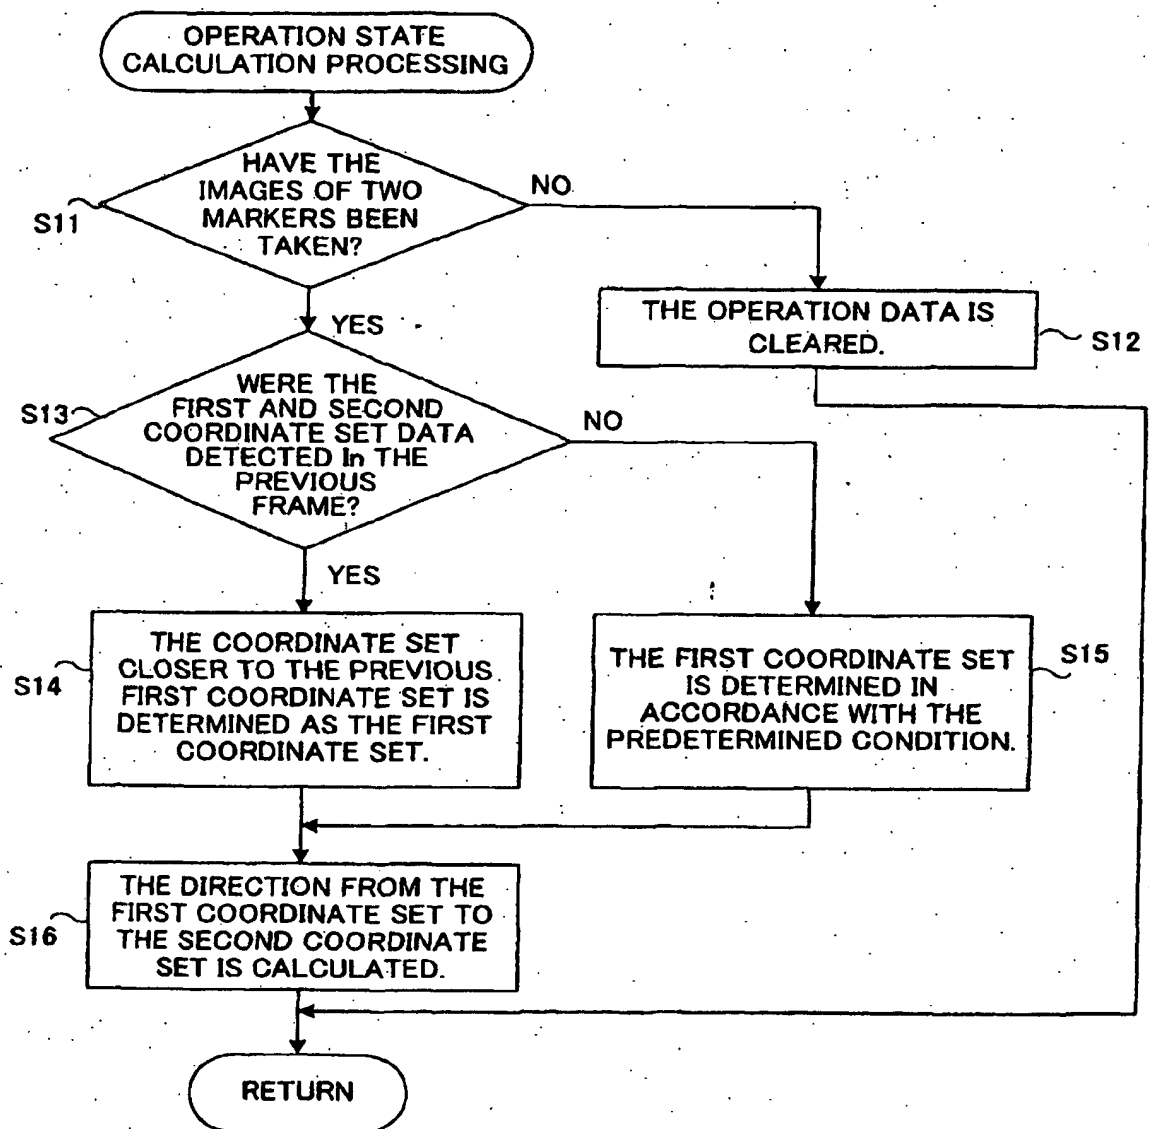 OPERATION STATE
CALCULATION PROCESSING
HAVE THE
IMAGES OF TWO
MARKERS BEEN
TAKEN?
S11
NO
YES
THE OPERATION DATA IS
CLEARED.
S12
WERE THE
FIRST AND SECOND
COORDINATE SET DATA
DETECTED In THE
PREVIOUS
FRAME?
S13
NO
YES
THE COORDINATE SET
CLOSER TO THE PREVIOUS
FIRST COORDINATE SET IS
DETERMINED AS THE FIRST
COORDINATE SET.
S14
THE FIRST COORDINATE SET
IS DETERMINED IN
ACCORDANCE WITH THE
PREDETERMINED CONDITION.
S15
THE DIRECTION FROM THE
FIRST COORDINATE SET TO
THE SECOND COORDINATE
SET IS CALCULATED.
S16
RETURN